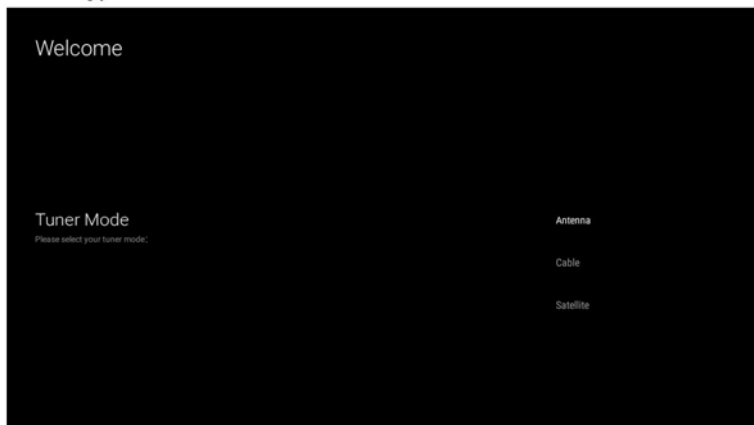 Welcome
Tuner Mode
Please select your tuner mode:
Antenna
Cable
Satellite